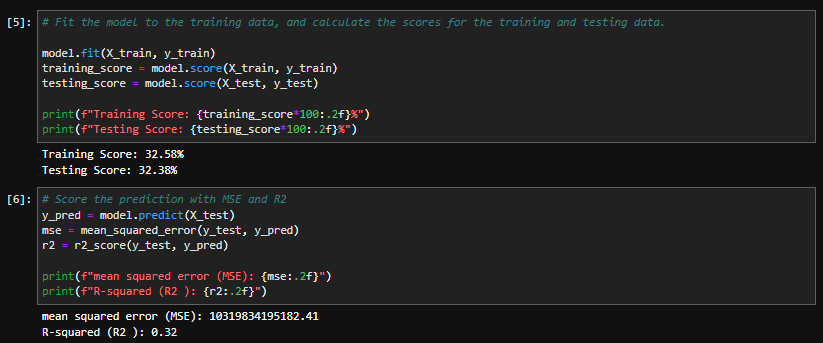 [5]: # Fit the model to the training data, and calculate the scores for the training and testing data.
model.fit(X_train, y_train)
training_score = model.score(X_train, y_train)
testing_score = model.score(X_test, y_test)
print(f"Training Score: {training_score*100:.2f}%")
print(f"Testing Score: {testing_score*100:.2f}%")
Training Score: 32.58%
Testing Score: 32.38%
[6]: # Score the prediction with MSE and R2
y_pred = model.predict(X_test)
mse = mean_squared_error(y_test, y_pred)
r2 = r2_score(y_test, y_pred)
print(f"mean squared error (MSE): {mse:.2f}")
print(f"R-squared (R2 ): {r2:.2f}")
mean squared error (MSE): 10319834195182.41
R-squared (R2 ): 0.32